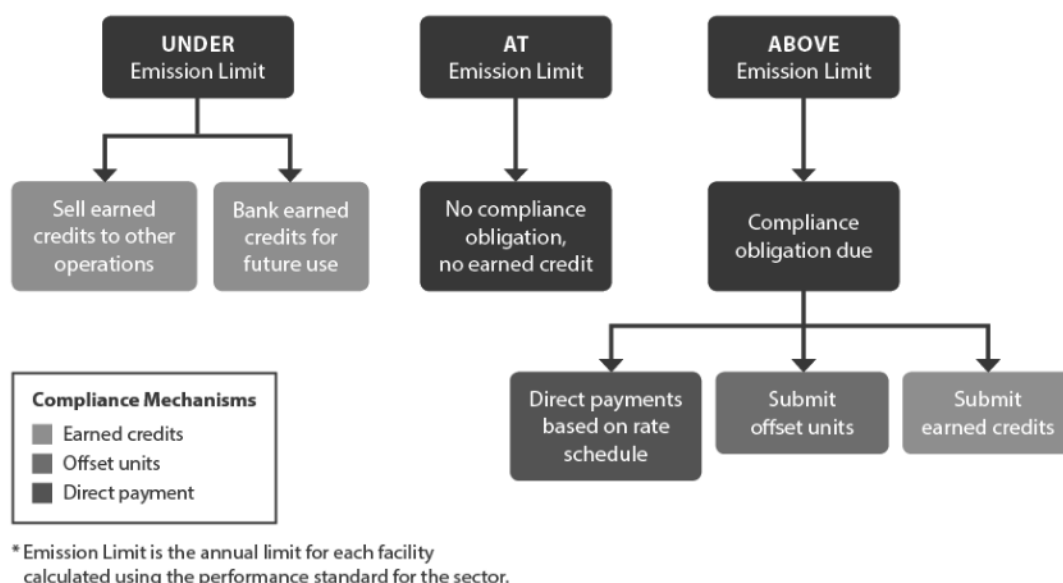 UNDER
Emission Limit
AT
Emission Limit
ABOVE
Emission Limit
Sell earned
credits to other
operations
Bank earned
credits for
future use
No compliance
obligation,
no earned credit
Compliance
obligation due
Direct payments
based on rate
schedule
Submit
offset units
Submit
earned credits
Compliance Mechanisms
Earned credits
Offset units
Direct payment
* Emission Limit is the annual limit for each facility
calculated using the performance standard for the sector.